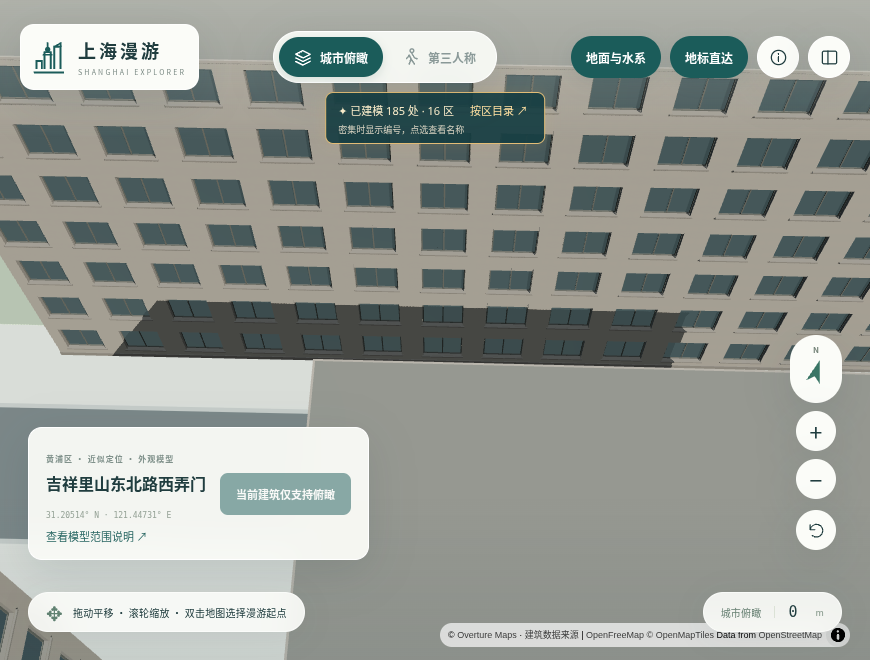 上海漫游
SHANGHAI EXPLORER
城市俯瞰
第三人称
地面与水系
地标直达
✦ 已建模 185 处 · 16 区 按区目录 ↗
密集时显示编号，点选查看名称
N
黄浦区 · 近似定位 · 外观模型
吉祥里山东北路西弄门
31.20514° N · 121.44731° E
查看模型范围说明 ↗
当前建筑仅支持俯瞰
拖动平移 · 滚轮缩放 · 双击地图选择漫游起点
城市俯瞰 0 m
© Overture Maps · 建筑数据来源 | OpenFreeMap © OpenMapTiles Data from OpenStreetMap